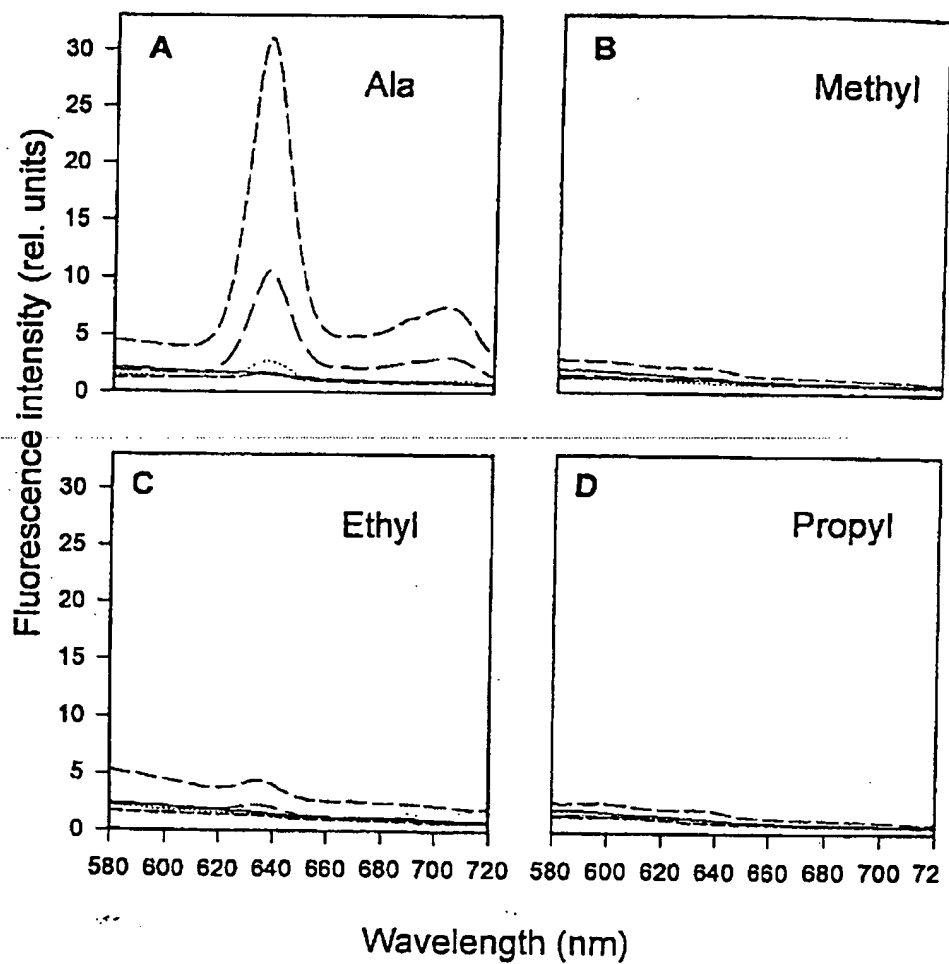 Fluorescence intensity (rel. units)
A
Ala
30
25
20
15
10
5
0
B
Methyl
C
Ethyl
30
25
20
15
10
5
0
580 600 620 640 660 680 700 720
D
Propyl
580 600 620 640 660 680 700 72
Wavelength (nm)